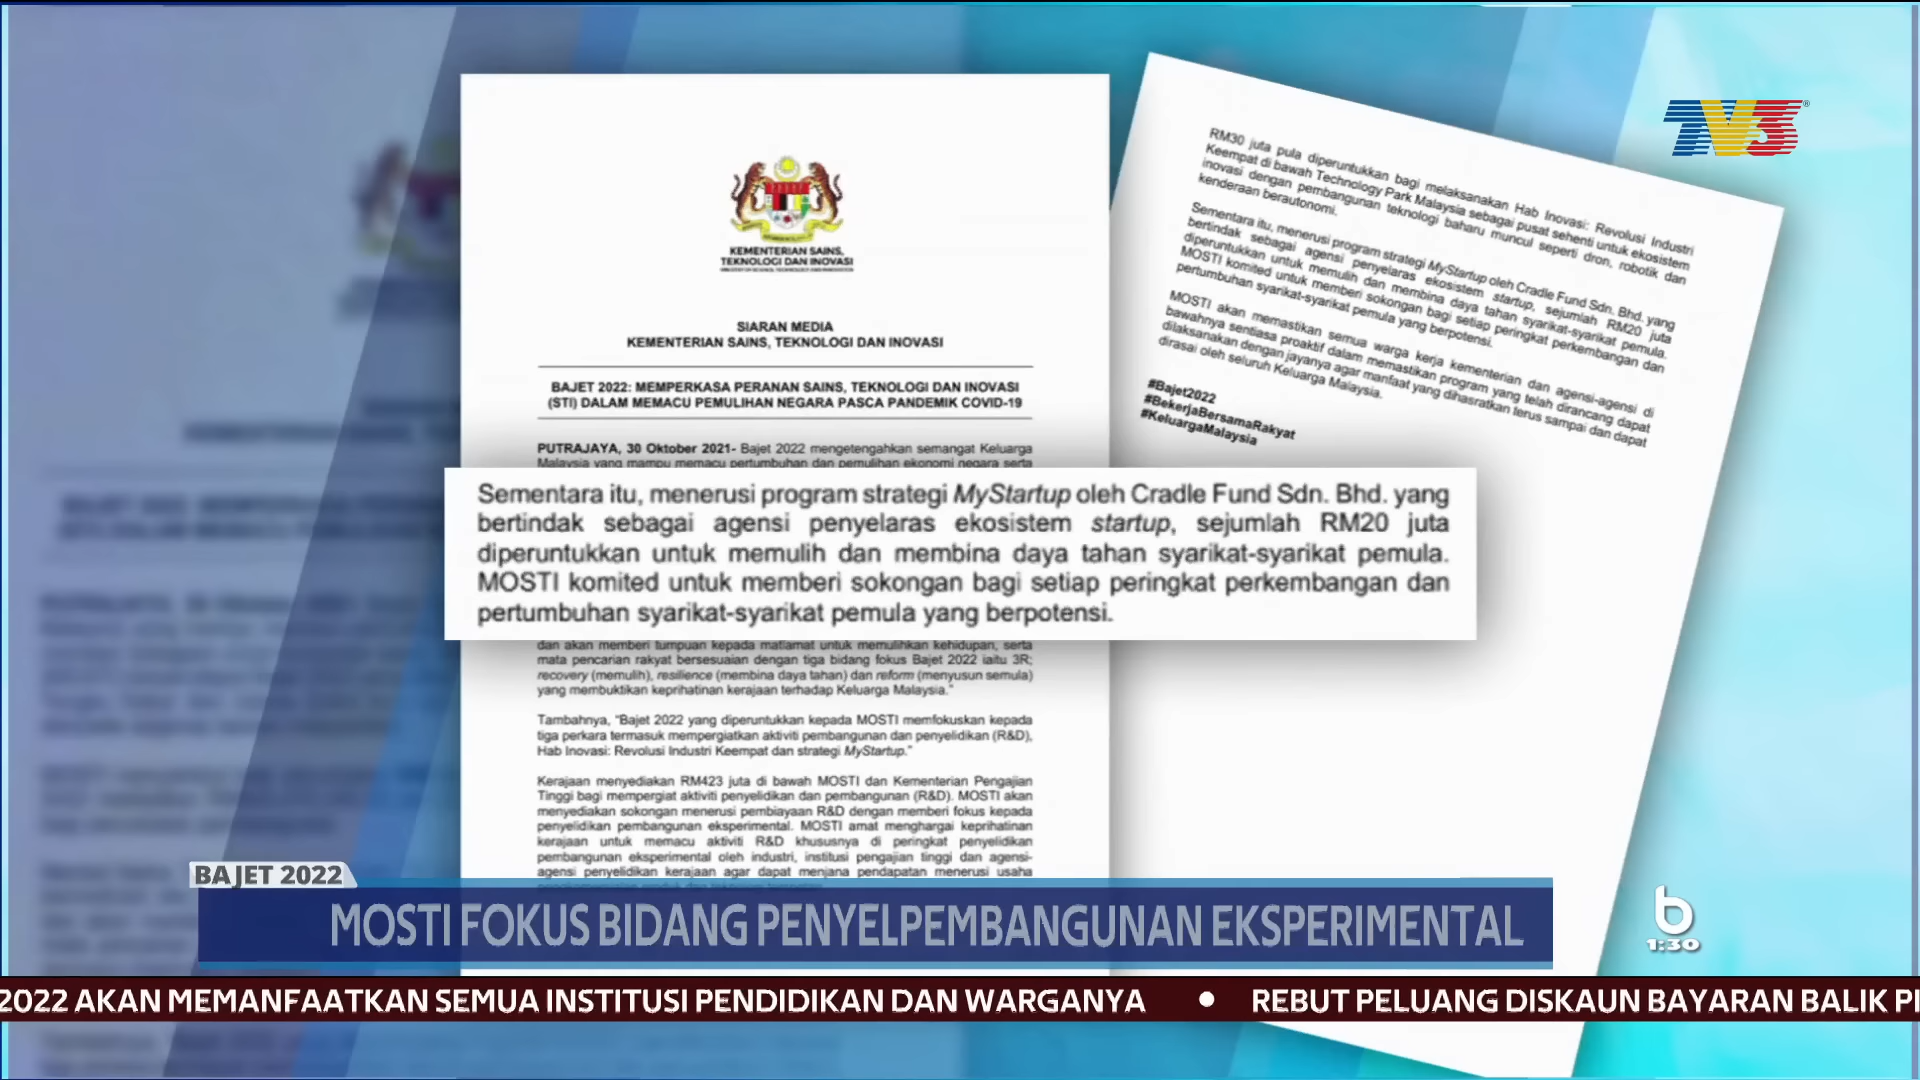 KEMENTERIAN SAINS,
TEKNOLOGI DAN INOVASI
MINISTRY OF SCIENCE, TECHNOLOGY AND INNOVATION
SIARAN MEDIA
KEMENTERIAN SAINS, TEKNOLOGI DAN INOVASI
BAJET 2022: MEMPERKASA PERANAN SAINS, TEKNOLOGI DAN INOVASI
(STI) DALAM MEMACU PEMULIHAN NEGARA PASCA PANDEMIK COVID-19
PUTRAJAYA, 30 Oktober 2021- Bajet 2022 mengetengahkan semangat Keluarga
Malaysia yang mampu memacu pertumbuhan dan pemulihan ekonomi negara serta
Sementara itu, menerusi program strategi MyStartup oleh Cradle Fund Sdn. Bhd. yang
bertindak sebagai agensi penyelaras ekosistem startup, sejumlah RM20 juta
diperuntukkan untuk memulih dan membina daya tahan syarikat-syarikat pemula.
MOSTI komited untuk memberi sokongan bagi setiap peringkat perkembangan dan
pertumbuhan syarikat-syarikat pemula yang berpotensi.
dan akan memberi tumpuan kepada matlamat untuk memulihkan kehidupan, serta
mata pencarian rakyat bersesuaian dengan tiga bidang fokus Bajet 2022 iaitu 3R;
recovery (memulih), resilience (membina daya tahan) dan reform (menyusun semula)
yang membuktikan keprihatinan kerajaan terhadap Keluarga Malaysia."
Tambahnya, "Bajet 2022 yang diperuntukkan kepada MOSTI memfokuskan kepada
tiga perkara termasuk mempergiatkan aktiviti pembangunan dan penyelidikan (R&D),
Hab Inovasi: Revolusi Industri Keempat dan strategi MyStartup."
Kerajaan menyediakan RM423 juta di bawah MOSTI dan Kementerian Pengajian
Tinggi bagi mempergiat aktiviti penyelidikan dan pembangunan (R&D). MOSTI akan
menyediakan sokongan menerusi pembiayaan R&D dengan memberi fokus kepada
penyelidikan pembangunan eksperimental. MOSTI amat menghargai keprihatinan
kerajaan untuk memacu aktiviti R&D khususnya di peringkat penyelidikan
pembangunan eksperimental oleh industri, institusi pengajian tinggi dan agensi-
agensi penyelidikan kerajaan agar dapat menjana pendapatan menerusi usaha
RM30 juta pula diperuntukkan bagi melaksanakan Hab Inovasi: Revolusi Industri
Keempat di bawah Technology Park Malaysia sebagai pusat sehenti untuk ekosistem
inovasi dengan pembangunan teknologi baharu muncul seperti dron, robotik dan
kenderaan berautonomi.
Sementara itu, menerusi program strategi MyStartup oleh Cradle Fund Sdn. Bhd. yang
bertindak sebagai agensi penyelaras ekosistem startup, sejumlah RM20 juta
diperuntukkan untuk memulih dan membina daya tahan syarikat-syarikat pemula.
MOSTI komited untuk memberi sokongan bagi setiap peringkat perkembangan dan
pertumbuhan syarikat-syarikat pemula yang berpotensi.
MOSTI akan memastikan semua warga kerja kementerian dan agensi-agensi di
bawahnya sentiasa proaktif dalam memastikan program yang telah dirancang dapat
dilaksanakan dengan jayanya agar manfaat yang dihasratkan terus sampai dan dapat
dirasai oleh seluruh Keluarga Malaysia.
#Bajet2022
#BekerjaBersamaRakyat
#KeluargaMalaysia
TV3
BAJET 2022
MOSTI FOKUS BIDANG PENYELPEMBANGUNAN EKSPERIMENTAL
b
1:30
2022 AKAN MEMANFAATKAN SEMUA INSTITUSI PENDIDIKAN DAN WARGANYA • REBUT PELUANG DISKAUN BAYARAN BALIK